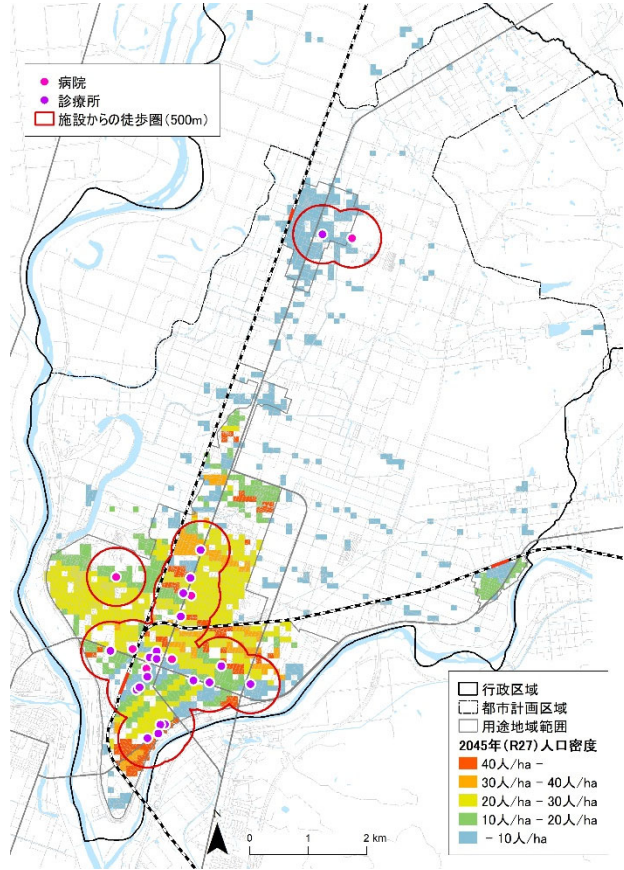 病院
診療所
施設からの徒歩圏(500m)
行政区域
都市計画区域
用途地域範囲
2045年(R27)人口密度
40人/ha -
30人/ha - 40人/ha
20人/ha - 30人/ha
10人/ha - 20人/ha
- 10人/ha
N
0 1 2 km